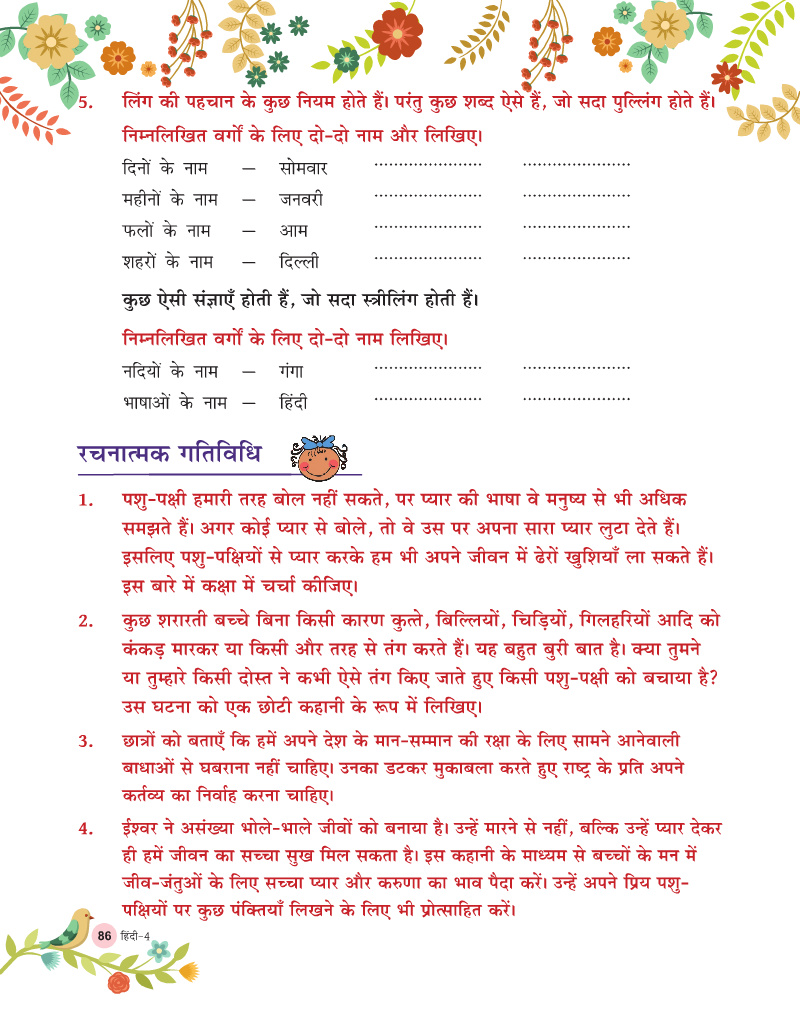 5. लिंग की पहचान के कुछ नियम होते हैं। परंतु कुछ शब्द ऐसे हैं, जो सदा पुल्लिंग होते हैं।
निम्नलिखित वर्गों के लिए दो-दो नाम और लिखिए।
दिनों के नाम — सोमवार ...................... ......................
महीनों के नाम — जनवरी ...................... ......................
फलों के नाम — आम ...................... ......................
शहरों के नाम — दिल्ली ...................... ......................
कुछ ऐसी संज्ञाएँ होती हैं, जो सदा स्त्रीलिंग होती हैं।
निम्नलिखित वर्गों के लिए दो-दो नाम लिखिए।
नदियों के नाम — गंगा ...................... ......................
भाषाओं के नाम — हिंदी ...................... ......................
रचनात्मक गतिविधि
1. पशु-पक्षी हमारी तरह बोल नहीं सकते, पर प्यार की भाषा वे मनुष्य से भी अधिक
समझते हैं। अगर कोई प्यार से बोले, तो वे उस पर अपना सारा प्यार लुटा देते हैं।
इसलिए पशु-पक्षियों से प्यार करके हम भी अपने जीवन में ढेरों खुशियाँ ला सकते हैं।
इस बारे में कक्षा में चर्चा कीजिए।
2. कुछ शरारती बच्चे बिना किसी कारण कुत्ते, बिल्लियों, चिड़ियों, गिलहरियों आदि को
कंकड़ मारकर या किसी और तरह से तंग करते हैं। यह बहुत बुरी बात है। क्या तुमने
या तुम्हारे किसी दोस्त ने कभी ऐसे तंग किए जाते हुए किसी पशु-पक्षी को बचाया है?
उस घटना को एक छोटी कहानी के रूप में लिखिए।
3. छात्रों को बताएँ कि हमें अपने देश के मान-सम्मान की रक्षा के लिए सामने आनेवाली
बाधाओं से घबराना नहीं चाहिए। उनका डटकर मुकाबला करते हुए राष्ट्र के प्रति अपने
कर्तव्य का निर्वाह करना चाहिए।
4. ईश्वर ने असंख्या भोले-भाले जीवों को बनाया है। उन्हें मारने से नहीं, बल्कि उन्हें प्यार देकर
ही हमें जीवन का सच्चा सुख मिल सकता है। इस कहानी के माध्यम से बच्चों के मन में
जीव-जंतुओं के लिए सच्चा प्यार और करुणा का भाव पैदा करें। उन्हें अपने प्रिय पशु-
पक्षियों पर कुछ पंक्तियाँ लिखने के लिए भी प्रोत्साहित करें।
86 हिंदी-4